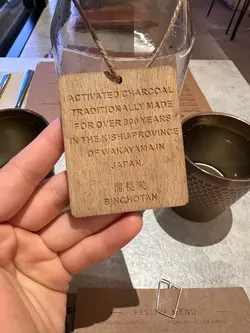 ACTIVATED CHARCOAL
TRADITIONALLY MADE
FOR OVER 300 YEARS
IN THE KISHU PROVINCE
OF WAKAYAMA IN
JAPAN.
備長炭
BINCHOTAN
MENU